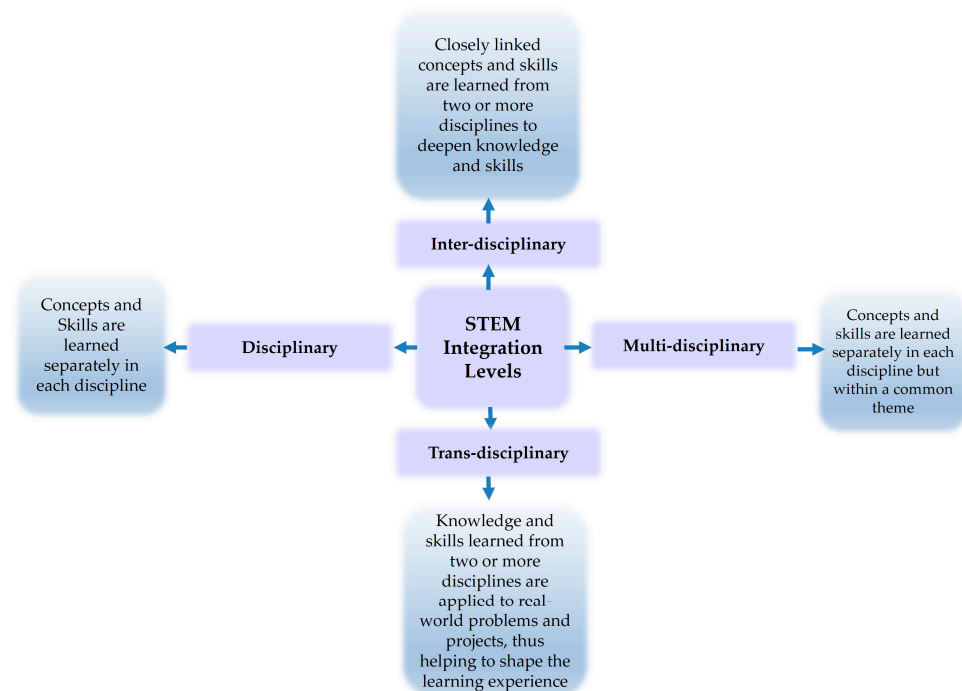 Closely linked
concepts and skills
are learned from
two or more
disciplines to
deepen knowledge
and skills
Inter-disciplinary
Concepts and
Skills are
learned
separately in
each discipline
Disciplinary
STEM
Integration
Levels
Multi-disciplinary
Concepts and
skills are learned
separately in each
discipline but
within a common
theme
Trans-disciplinary
Knowledge and
skills learned from
two or more
disciplines are
applied to real-
world problems and
projects, thus
helping to shape the
learning experience